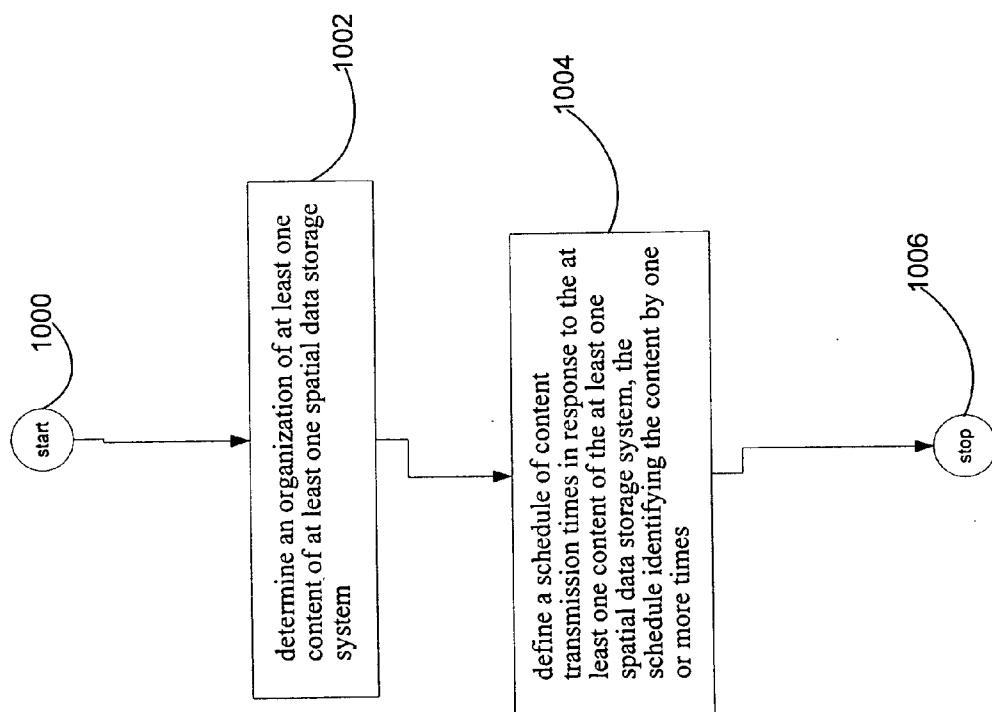 start
1000
determine an organization of at least one
content of at least one spatial data storage
system
1002
define a schedule of content
transmission times in response to the at
least one content of the at least one
spatial data storage system, the
schedule identifying the content by one
or more times
1004
stop
1006